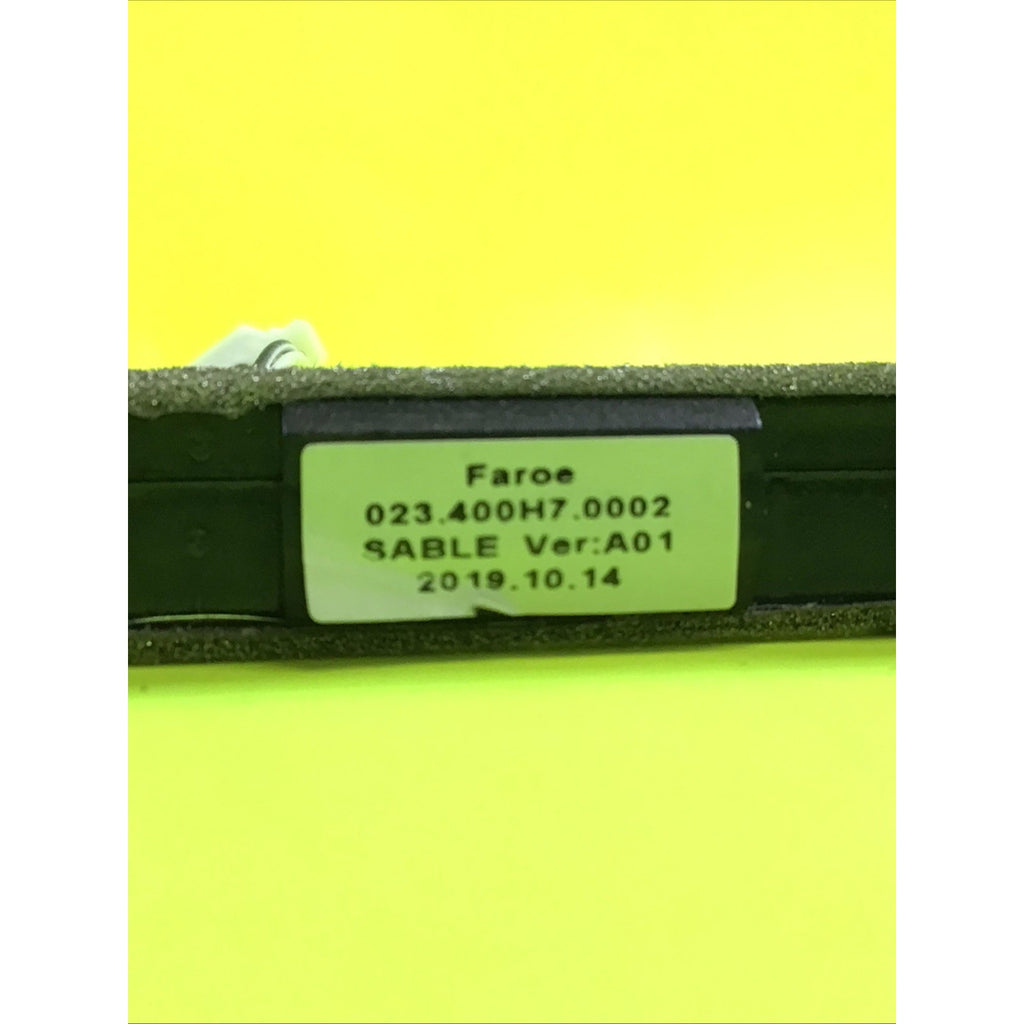 Faroe
023.400H7.0002
SABLE Ver:A01
2019.10.14